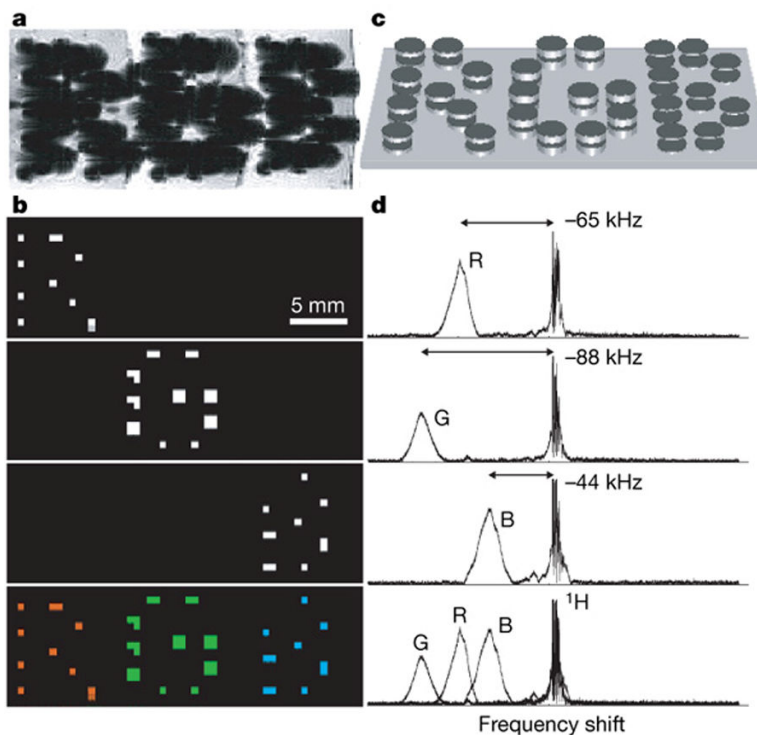 a
c
b
5 mm
d
–65 kHz
R
–88 kHz
G
–44 kHz
B
G
R
B
¹H
Frequency shift